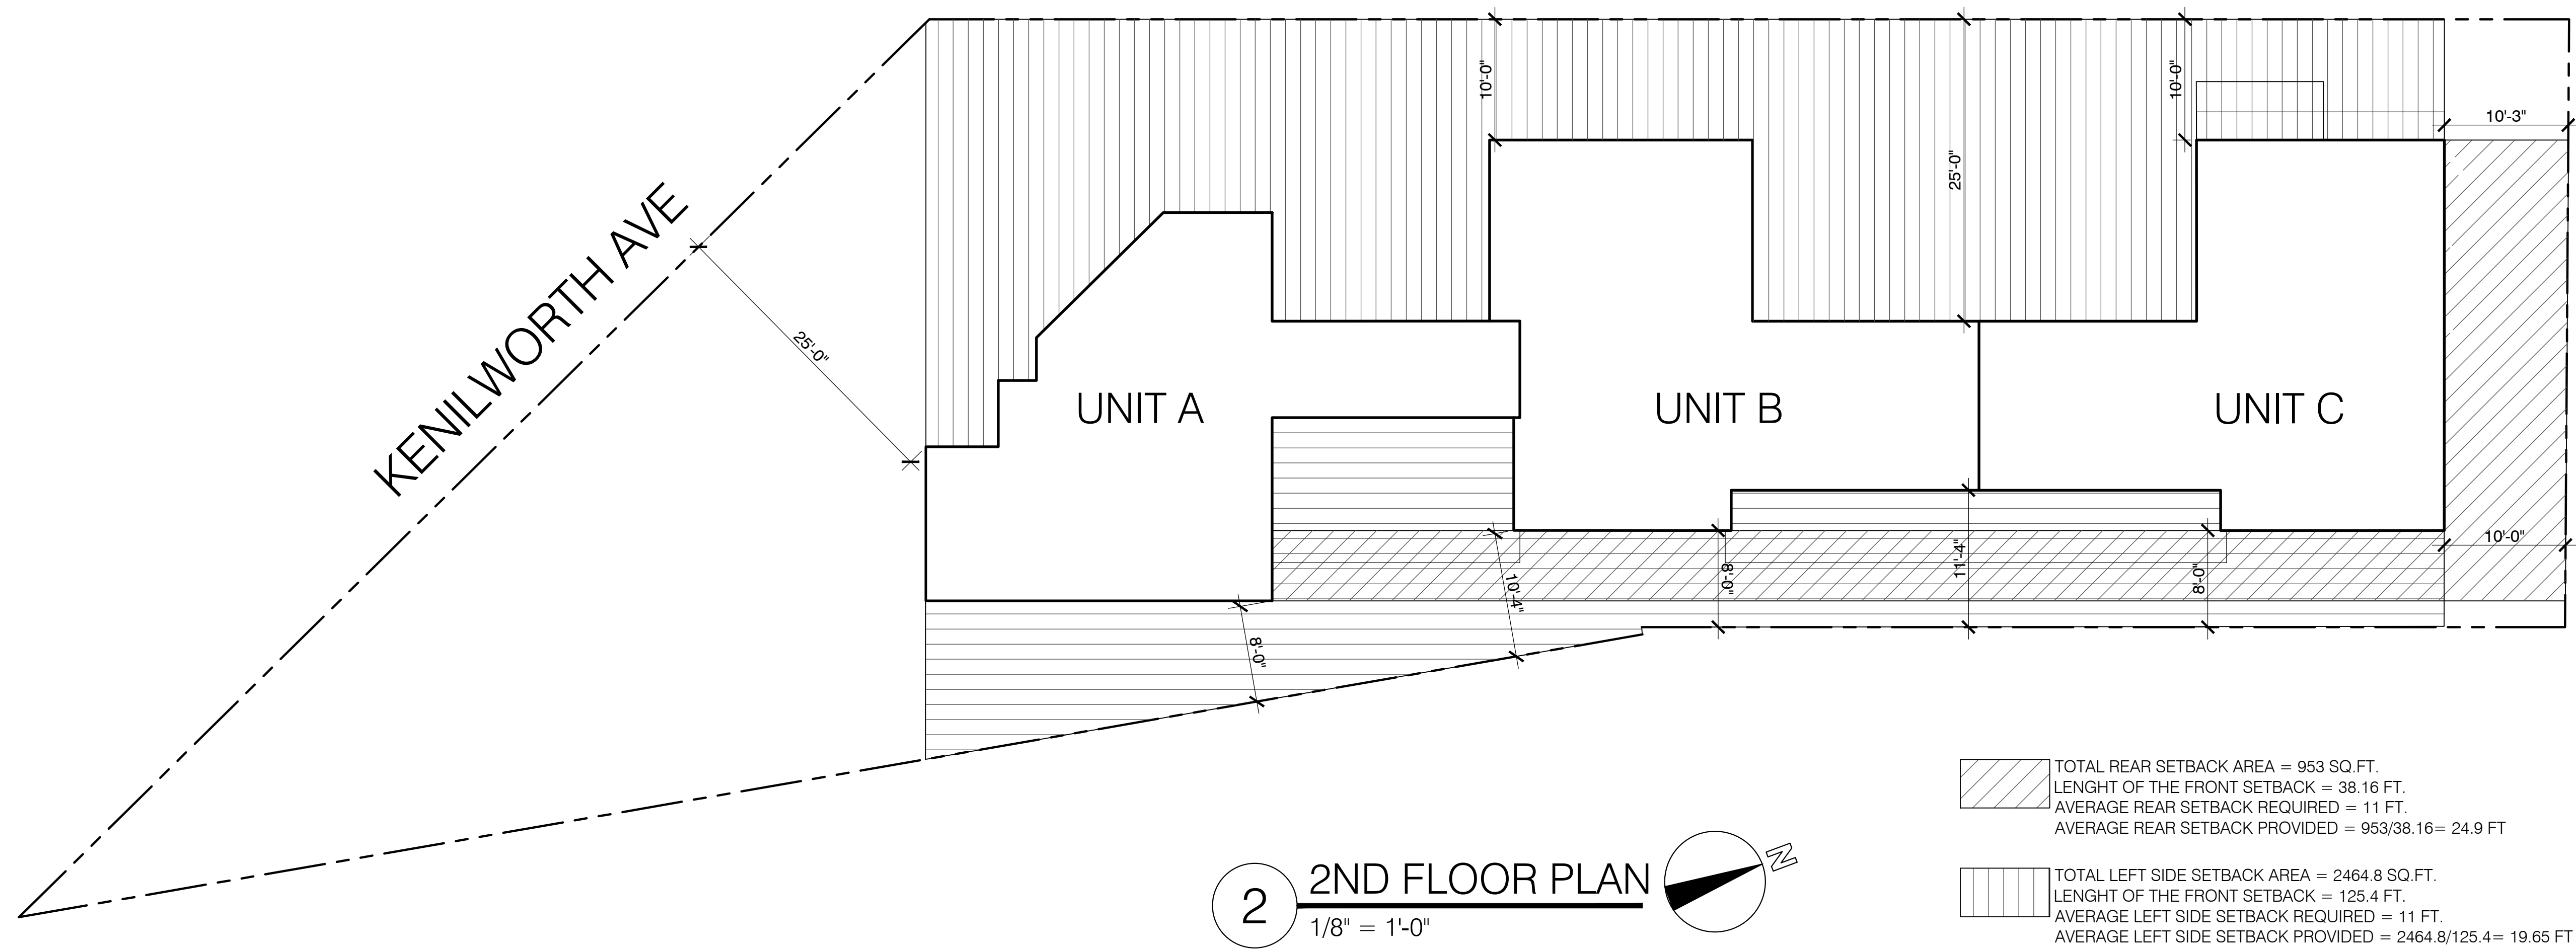 10'-0"
10'-0"
10'-3"
25'-0"
KENILWORTH AVE
25'-0"
UNIT A
UNIT B
UNIT C
10'-0"
11'-4"
8'-0"
8'-0"
10'-4"
8'-0"
TOTAL REAR SETBACK AREA = 953 SQ.FT.
LENGHT OF THE FRONT SETBACK = 38.16 FT.
AVERAGE REAR SETBACK REQUIRED = 11 FT.
AVERAGE REAR SETBACK PROVIDED = 953/38.16= 24.9 FT
2
2ND FLOOR PLAN
1/8" = 1'-0"
N
TOTAL LEFT SIDE SETBACK AREA = 2464.8 SQ.FT.
LENGHT OF THE FRONT SETBACK = 125.4 FT.
AVERAGE LEFT SIDE SETBACK REQUIRED = 11 FT.
AVERAGE LEFT SIDE SETBACK PROVIDED = 2464.8/125.4= 19.65 FT